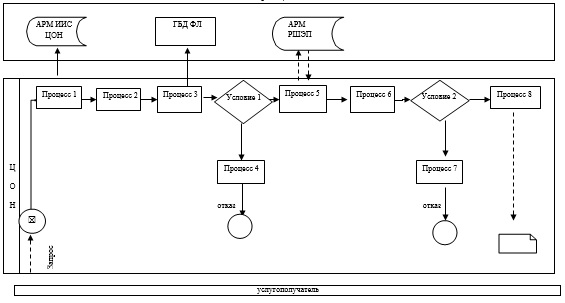 АРМ ИИС
ЦОН
ГБД ФЛ
АРМ
РШЭП
Процесс 1
Процесс 2
Процесс 3
Условие 1
Процесс 5
Процесс 6
Условие 2
Процесс 8
Процесс 4
Процесс 7
Ц
О
Н
отказ
отказ
Запрос
услугополучатель